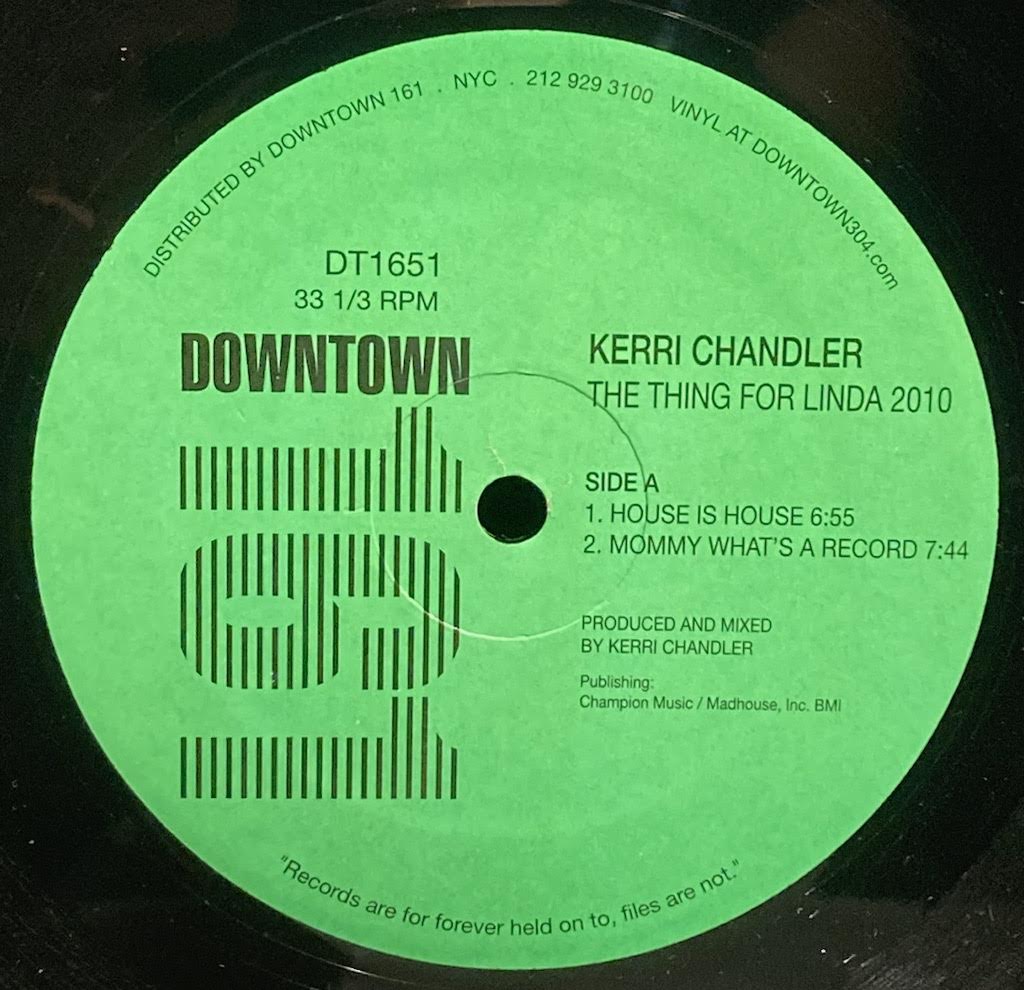 DISTRIBUTED BY DOWNTOWN 161 . NYC . 212 929 3100 VINYL AT DOWNTOWN304.com
DT1651
33 1/3 RPM
DOWNTOWN
161
KERRI CHANDLER
THE THING FOR LINDA 2010
SIDE A
1. HOUSE IS HOUSE 6:55
2. MOMMY WHAT'S A RECORD 7:44
PRODUCED AND MIXED
BY KERRI CHANDLER
Publishing:
Champion Music / Madhouse, Inc. BMI
"Records are for forever held on to, files are not."